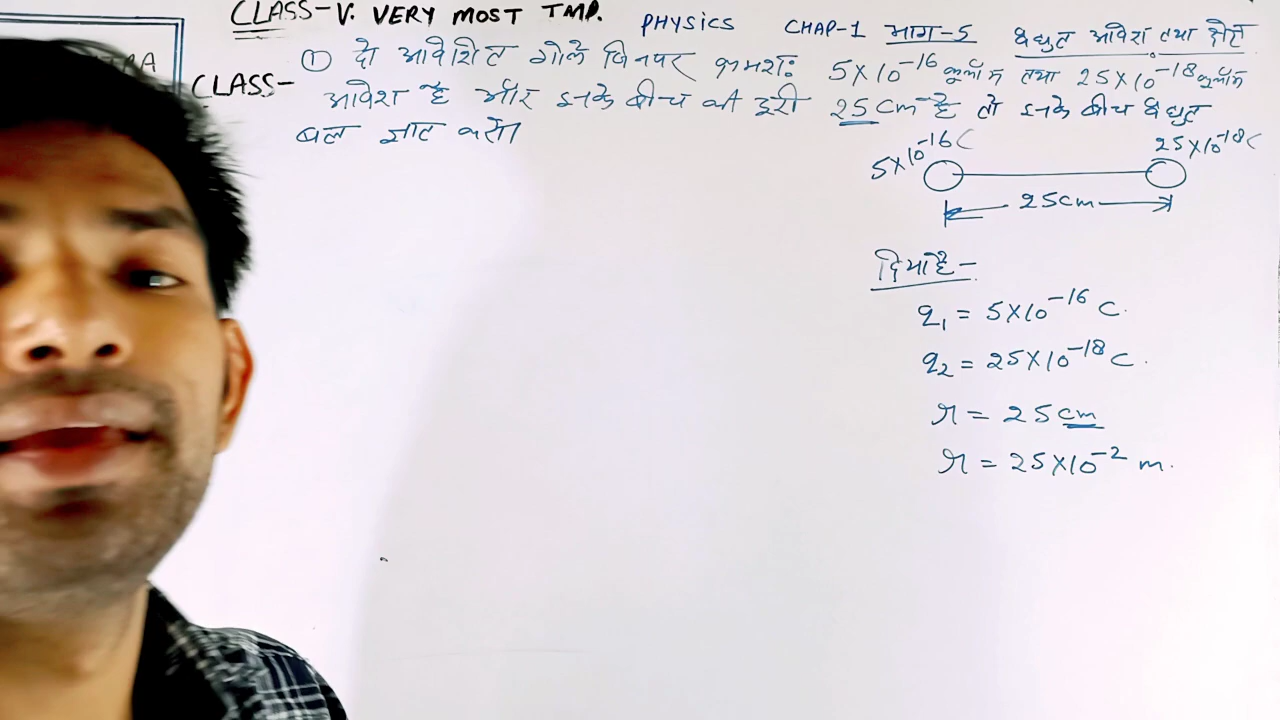 CLASS- V. VERY MOST TMP.
PHYSICS CHAP-1 भाग-5 वैद्युत आवेश तथा क्षेत्र
CLASS-
① दो आवेशित गोले जिनपर क्रमशः 5×10⁻¹⁶ कूलॉम तथा 25×10⁻¹⁸ कूलॉम
आवेश है और इनके बीच की दूरी 25cm है तो इनके बीच वैद्युत
बल ज्ञात करो।
5×10⁻¹⁶C 25×10⁻¹⁸C
25cm
दिया है-
q₁ = 5×10⁻¹⁶ C.
q₂ = 25×10⁻¹⁸ C.
r = 25 cm
r = 25×10⁻² m.